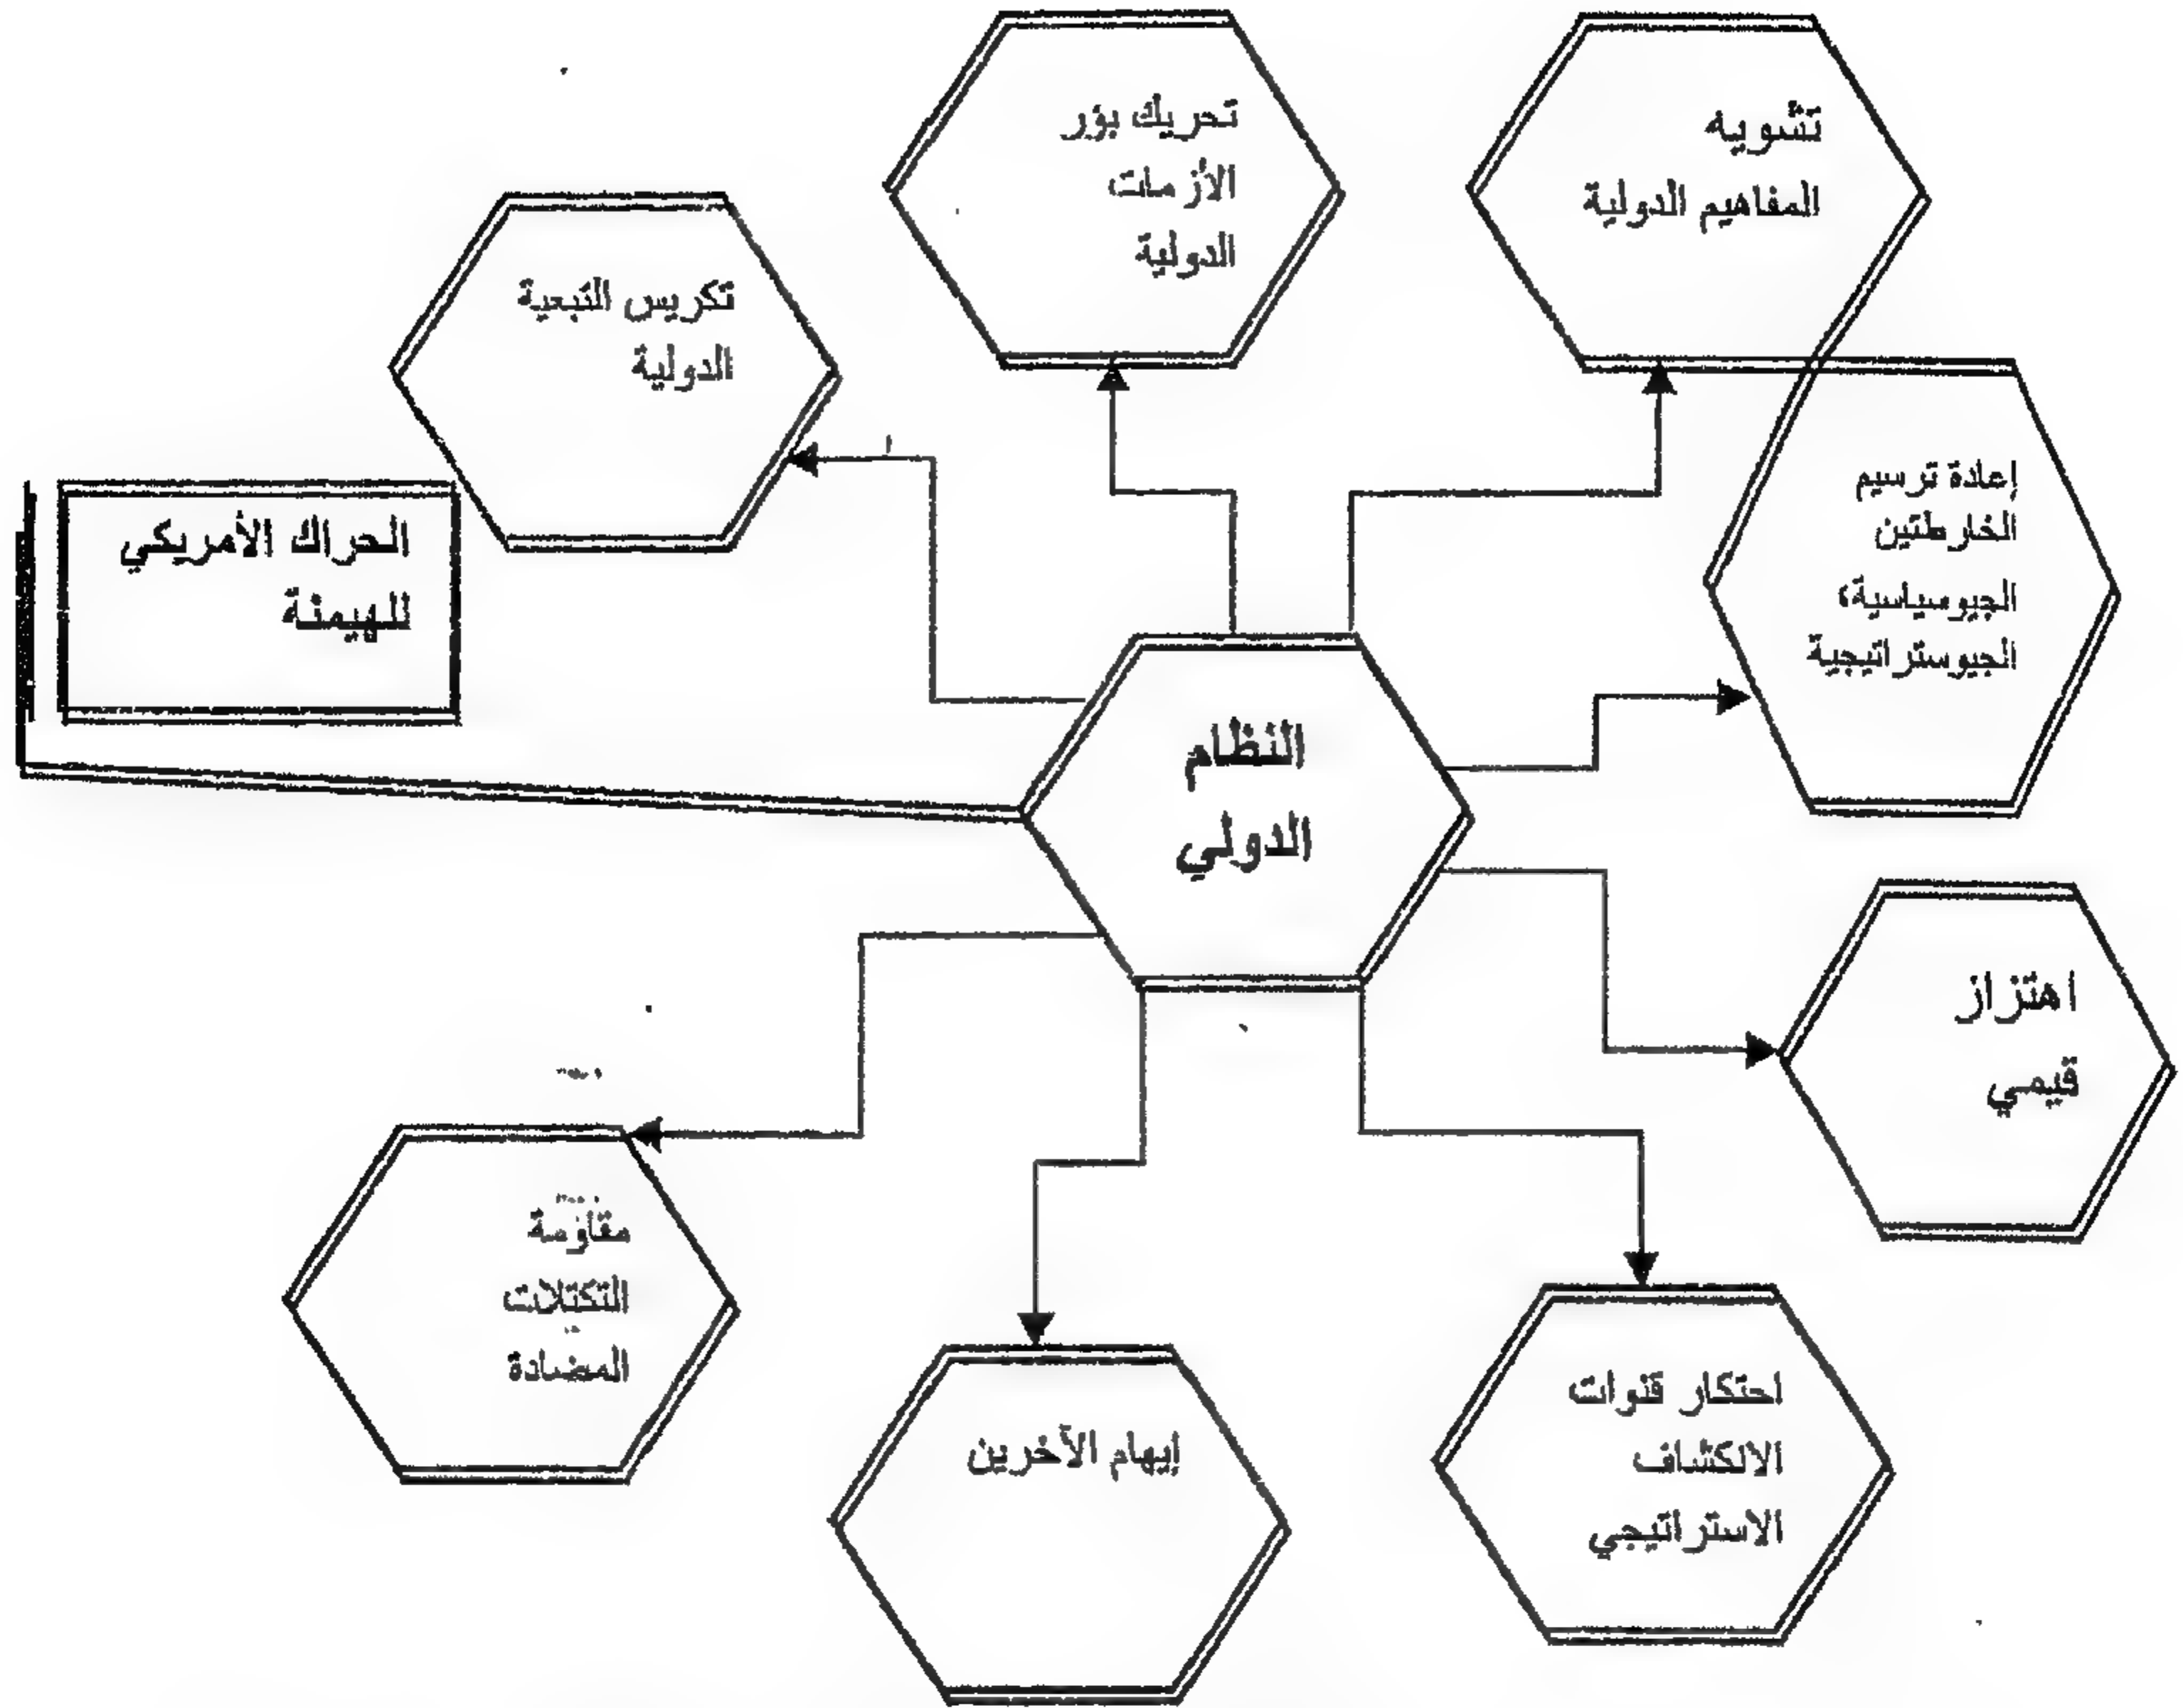 تشويه
المفاهيم الدولية
تحريك بؤر
الأزمات
الدولية
تكريس التبعية
الدولية
إعادة ترسيم
الخارطتين
الجيوسياسية،
الجيوستراتيجية
الحراك الأمريكي
للهيمنة
النظام
الدولي
اهتزاز
قيمي
مقاومة
التكتلات
المضادة
احتكار قنوات
الالكشاف
الاستراتيجي
إيهام الآخرين